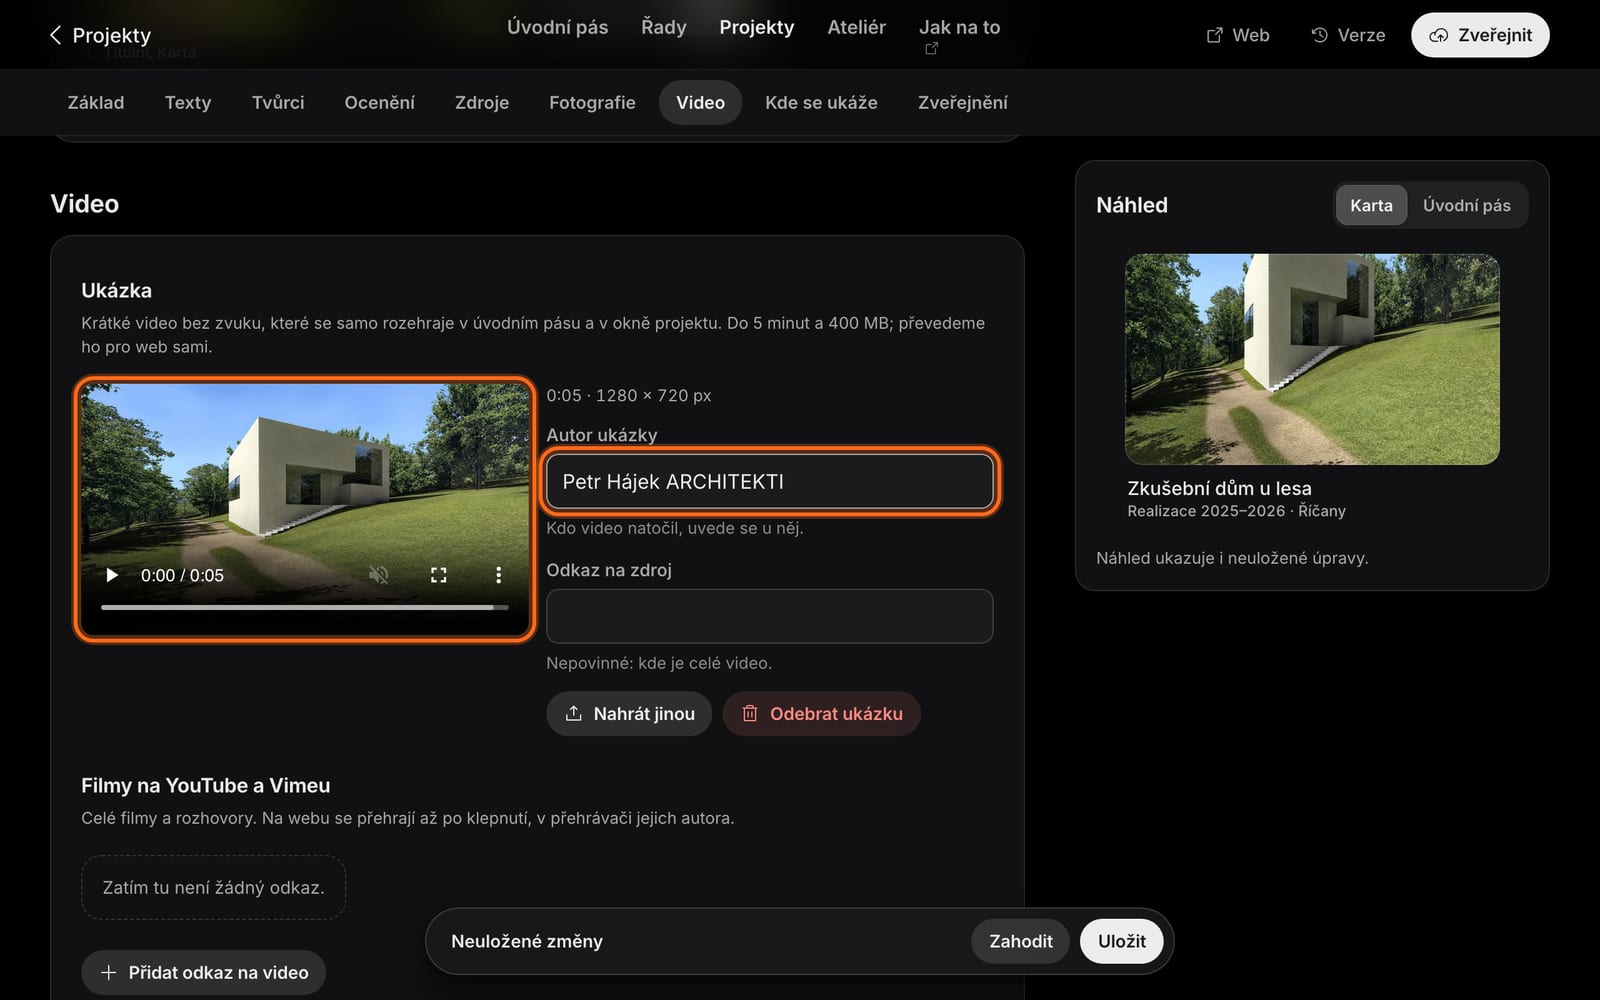 Projekty
Úvodní pás
Řady
Projekty
Ateliér
Jak na to
Web
Verze
Zveřejnit
Titulní, Karta
2
3
Základ
Texty
Tvůrci
Ocenění
Zdroje
Fotografie
Video
Kde se ukáže
Zveřejnění
Video
Ukázka
Krátké video bez zvuku, které se samo rozehraje v úvodním pásu a v okně projektu. Do 5 minut a 400 MB; převedeme
ho pro web sami.
0:00 / 0:05
0:05 · 1280 × 720 px
Autor ukázky
Petr Hájek ARCHITEKTI
Kdo video natočil, uvede se u něj.
Odkaz na zdroj
Nepovinné: kde je celé video.
Nahrát jinou
Odebrat ukázku
Filmy na YouTube a Vimeu
Celé filmy a rozhovory. Na webu se přehrají až po klepnutí, v přehrávači jejich autora.
Zatím tu není žádný odkaz.
Přidat odkaz na video
Náhled
Karta
Úvodní pás
Zkušební dům u lesa
Realizace 2025–2026 · Říčany
Náhled ukazuje i neuložené úpravy.
Neuložené změny
Zahodit
Uložit